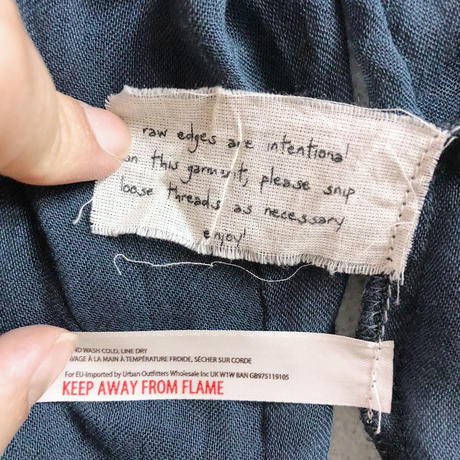 raw edges are intentional
on this garment, please snip
loose threads as necessary
enjoy!
ND WASH COLD, LINE DRY
AVAGE À LA MAIN À TEMPÉRATURE FROIDE, SÉCHER SUR CORDE
For EU-Imported by Urban Outfitters Wholesale Inc UK W1W 8AN GB975119105
KEEP AWAY FROM FLAME